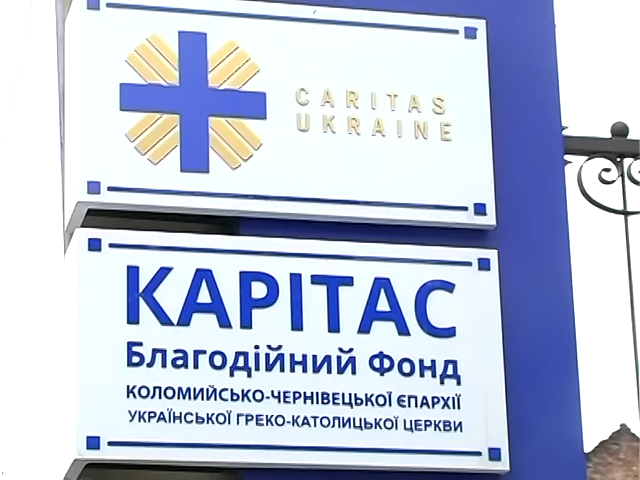 CARITAS
UKRAINE
КАРІТАС
Благодійний Фонд
КОЛОМИЙСЬКО-ЧЕРНІВЕЦЬКОЇ ЄПАРХІЇ
УКРАЇНСЬКОЇ ГРЕКО-КАТОЛИЦЬКОЇ ЦЕРКВИ